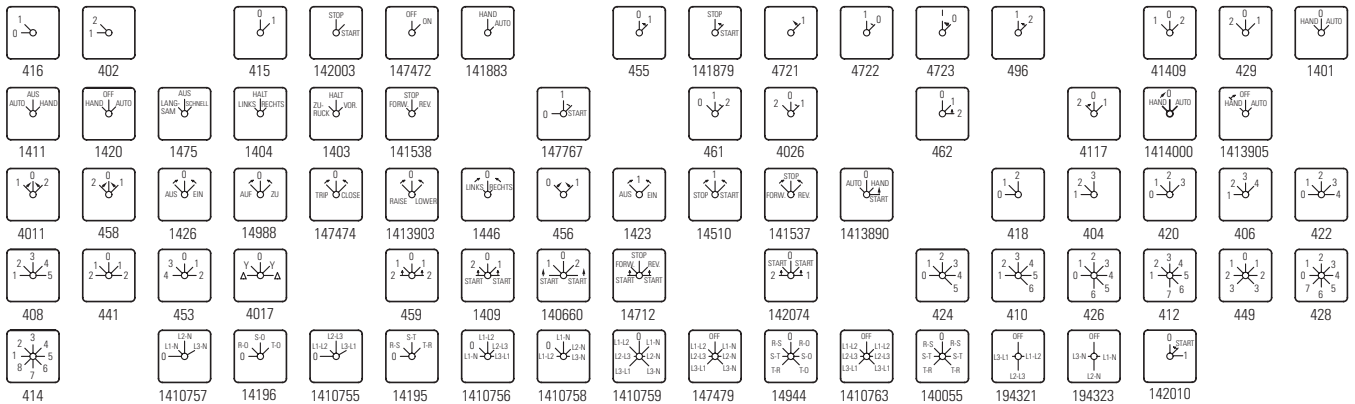 1
0
416
2
1
402
0
1
415
STOP
START
142003
OFF
ON
147472
HAND
AUTO
141883
0
1
455
STOP
START
141879
1
4721
1
0
4722
I
0
4723
1
2
496
0
1 2
41409
0
2 1
429
0
HAND AUTO
1401
AUS
AUTO HAND
1411
OFF
HAND AUTO
1420
AUS
LANG- SCHNELL
SAM
1475
HALT
LINKS RECHTS
1404
HALT
ZU- VOR.
RUCK
1403
STOP
FORW. REV.
141538
1
0 START
147767
0
1 2
461
0
2 1
4026
0
1
2
462
0
2 1
4117
0
HAND AUTO
1414000
OFF
HAND AUTO
1413905
0
1 2
4011
0
2 1
458
0
AUS EIN
1426
0
AUF ZU
14988
0
TRIP CLOSE
147474
0
RAISE LOWER
1413903
0
LINKS RECHTS
1446
0 1
456
1
AUS EIN
1423
1
STOP START
14510
STOP
FORW. REV.
141537
0
AUTO HAND
START
1413890
2
1
0
418
3
2
1
404
2
1 3
0
420
3
2 4
1
406
2
1 3
0 4
422
3
2 4
1 5
408
0
1 1
2 2
441
0
3 1
4 2
453
0
Y Y
Δ Δ
4017
0
1 1
2 2
459
0
2 1
START START
1409
0
1 2
START START
140660
STOP
FORW. REV.
START START
14712
0
START START
2 1
142074
2
1 3
0 4
5
424
3
2 4
1 5
6
410
2
1 3
0 4
5
6
426
3
2 4
1 5
7 6
412
0
1 1
2 2
3 3
449
2
1 3
0 4
7 5
6
428
3
2 4
1 5
8 6
7
414
L2-N
L1-N L3-N
0
1410757
S-O
R-O T-O
0
14196
L2-L3
L1-L2 L3-L1
0
1410755
S-T
R-S T-R
0
14195
L1-L2
0 L2-L3
L1-N L3-L1
1410756
L1-N
0 L2-N
L1-L2 L3-N
1410758
0
L1-L2 L1-N
L2-L3 L2-N
L3-L1 L3-N
1410759
OFF
L1-L2 L1-N
L2-L3 L2-N
L3-L1 L3-N
147479
0
R-S R-O
S-T S-O
T-R T-O
14944
OFF
L1-L2 L1-L2
L2-L3 L2-L3
L3-L1 L3-L1
1410763
0
R-S R-S
S-T S-T
T-R T-R
140055
OFF
L3-L1 L1-L2
L2-L3
194321
OFF
L3-N L1-N
L2-N
194323
0
START
1
142010